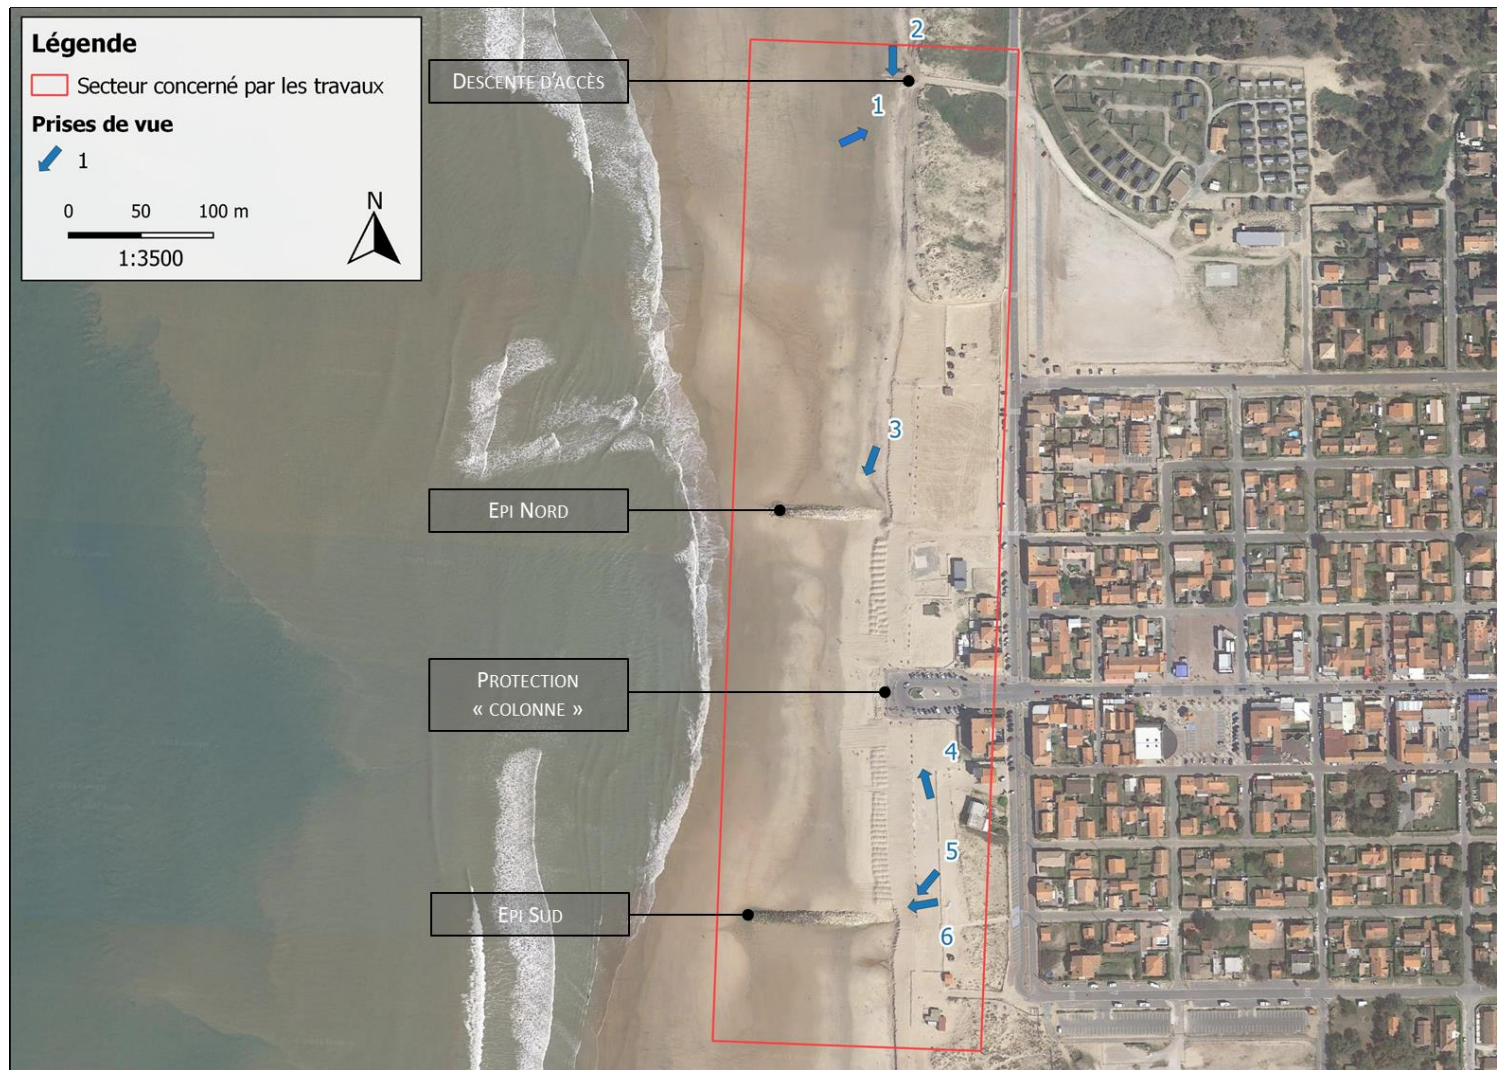 Légende
Secteur concerné par les travaux
Prises de vue
1
0 50 100 m
1:3500
N
DESCENTE D'ACCÈS
2
1
3
EPI NORD
PROTECTION
« COLONNE »
4
5
EPI SUD
6